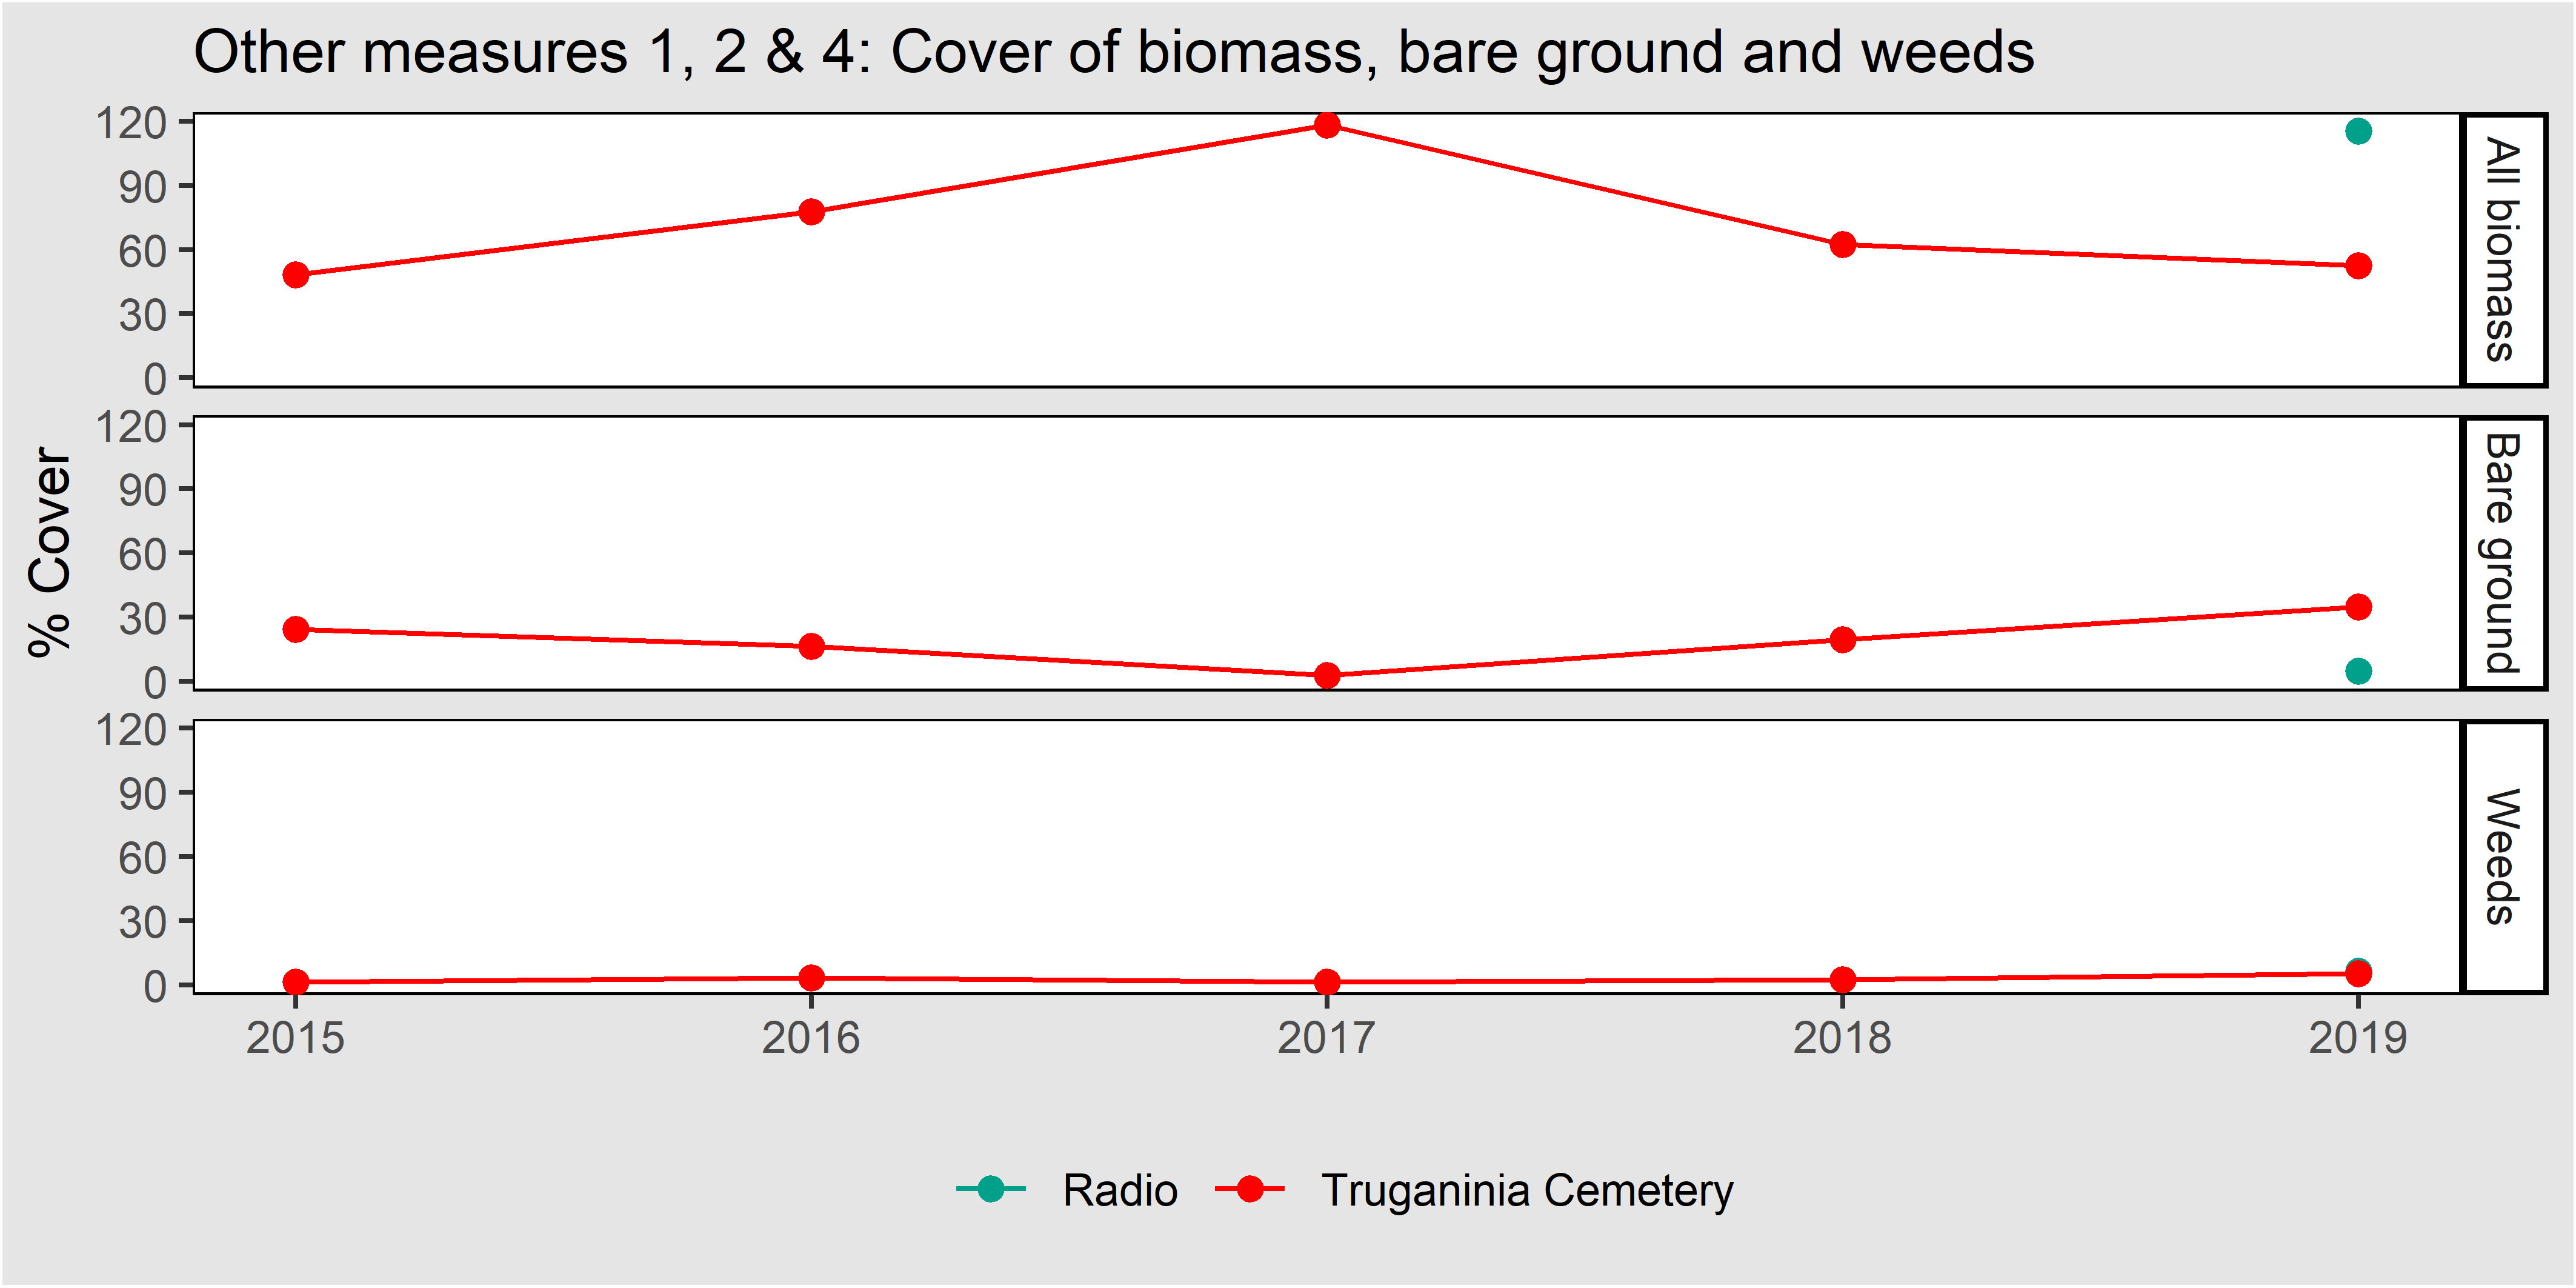 Other measures 1, 2 & 4: Cover of biomass, bare ground and weeds
% Cover
120
90
60
30
0
All biomass
120
90
60
30
0
Bare ground
120
90
60
30
0
Weeds
2015 2016 2017 2018 2019
Radio Truganinia Cemetery